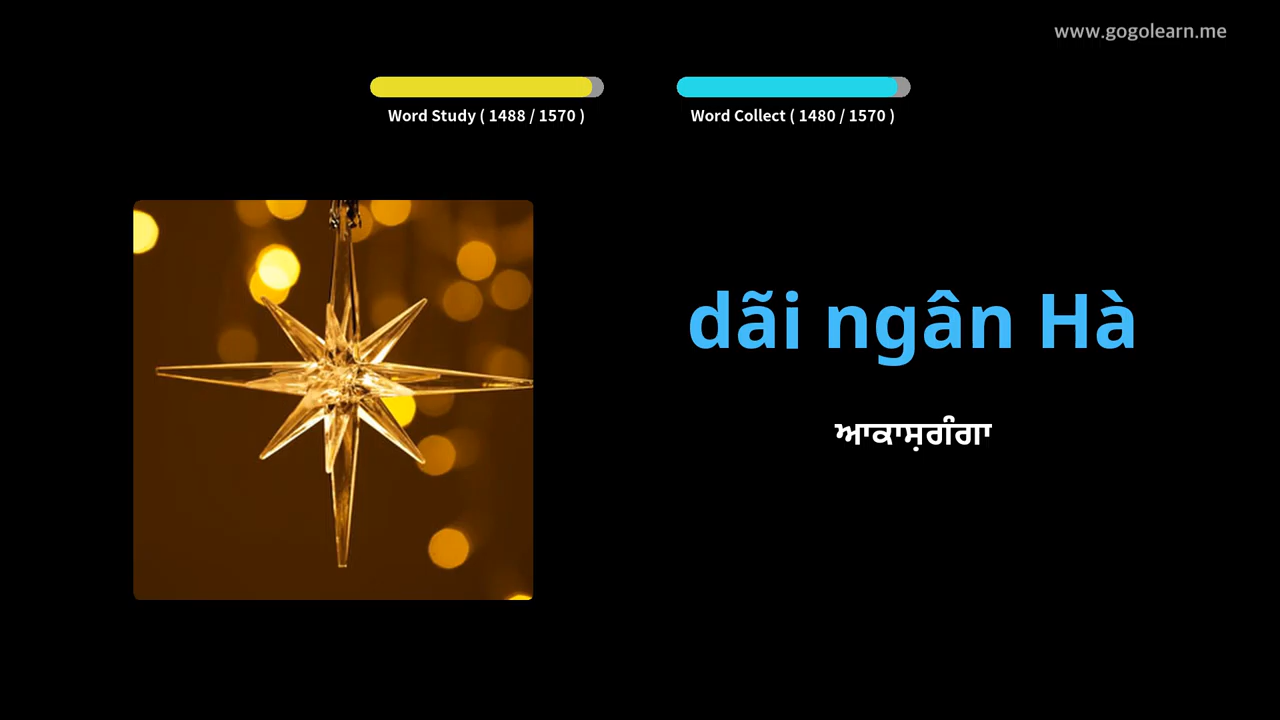 www.gogolearn.me
Word Study ( 1488 / 1570 )
Word Collect ( 1480 / 1570 )
dãi ngân Hà
ਆਕਾਸ਼ਗੰਗਾ